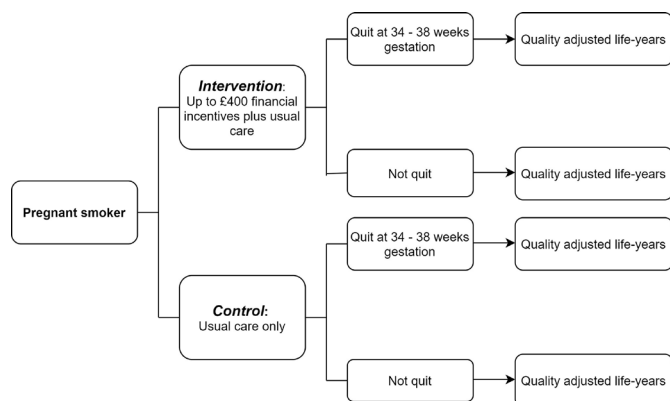 Quit at 34 - 38 weeks
gestation
Quality adjusted life-years
Intervention:
Up to £400 financial
incentives plus usual
care
Not quit
Quality adjusted life-years
Pregnant smoker
Quit at 34 - 38 weeks
gestation
Quality adjusted life-years
Control:
Usual care only
Not quit
Quality adjusted life-years